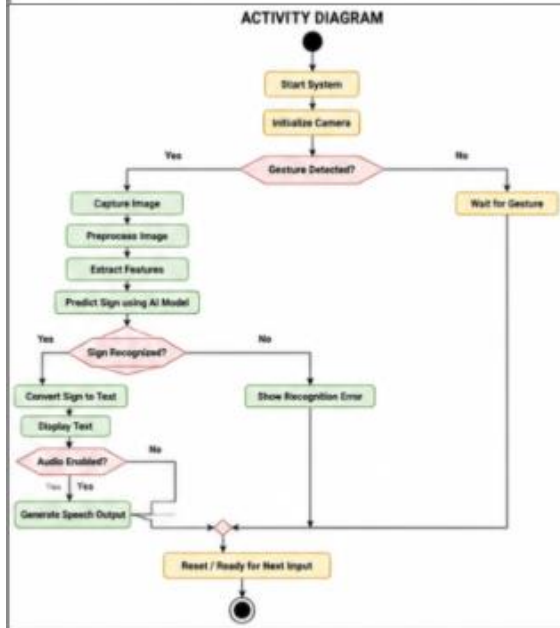 ACTIVITY DIAGRAM
Start System
Initialize Camera
Yes
Gesture Detected?
No
Capture Image
Wait for Gesture
Preprocess Image
Extract Features
Predict Sign using AI Model
Yes
Sign Recognized?
No
Convert Sign to Text
Show Recognition Error
Display Text
No
Audio Enabled?
Yes Yes
Generate Speech Output
Reset / Ready for Next Input